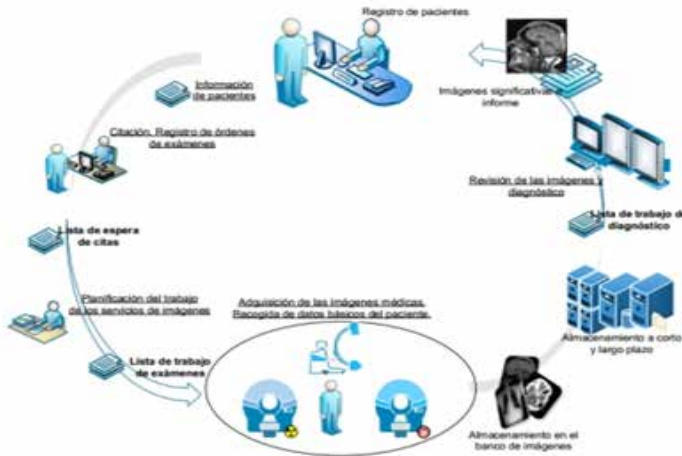 Registro de pacientes
Información
de pacientes
Citación. Registro de órdenes
de exámenes
Lista de espera
de citas
Planificación del trabajo
de los servicios de imágenes
Lista de trabajo
de exámenes
Adquisición de las imágenes médicas.
Recogida de datos básicos del paciente.
Almacenamiento en el
banco de imágenes
Almacenamiento a corto
y largo plazo
Lista de trabajo de
diagnóstico
Revisión de las imágenes y
diagnóstico
Imágenes significativas
informe